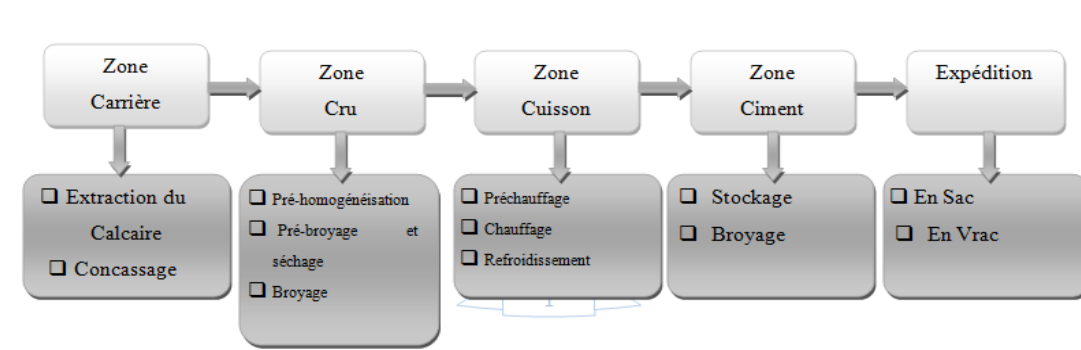 Zone
Carrière
Zone
Cru
Zone
Cuisson
Zone
Ciment
Expédition
❑ Extraction du
Calcaire
❑ Concassage
❑ Pré-homogénéisation
❑ Pré-broyage et
séchage
❑ Broyage
❑ Préchauffage
❑ Chauffage
❑ Refroidissement
❑ Stockage
❑ Broyage
❑ En Sac
❑ En Vrac